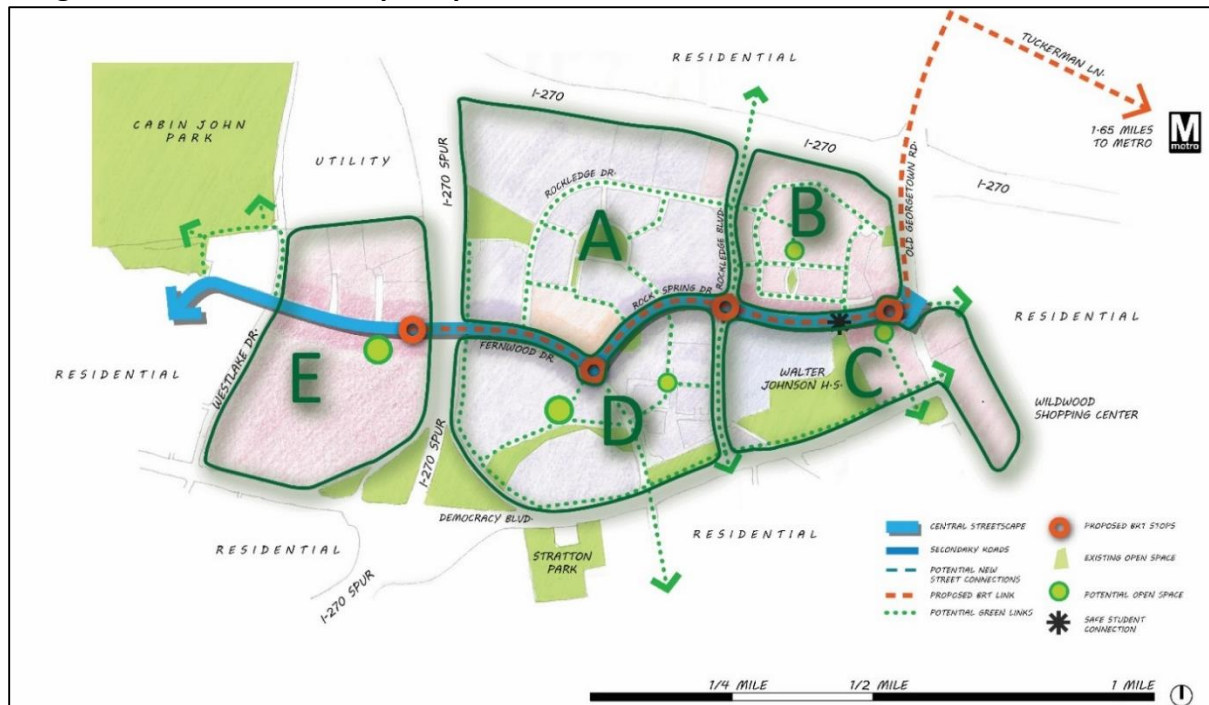 TUCKERMAN LN.
RESIDENTIAL
I-270
CABIN JOHN
PARK
1-65 MILES
TO METRO
M
metro
UTILITY
I-270 SPUR
ROCKLEDGE DR.
I-270
I-270
OLD GEORGETOWN RD.
A
B
ROCKLEDGE BLVD.
ROCK SPRING DR.
RESIDENTIAL
FERNWOOD DR.
WESTLAKE DR.
E
RESIDENTIAL
D
WALTER
JOHNSON H.S.
C
WILDWOOD
SHOPPING CENTER
I-270 SPUR
DEMOCRACY BLVD.
RESIDENTIAL
STRATTON
PARK
RESIDENTIAL
I-270 SPUR
CENTRAL STREETSCAPE
SECONDARY ROADS
POTENTIAL NEW
STREET CONNECTIONS
PROPOSED BRT LINK
POTENTIAL GREEN LINKS
PROPOSED BRT STOPS
EXISTING OPEN SPACE
POTENTIAL OPEN SPACE
SAFE STUDENT
CONNECTION
1/4 MILE
1/2 MILE
1 MILE